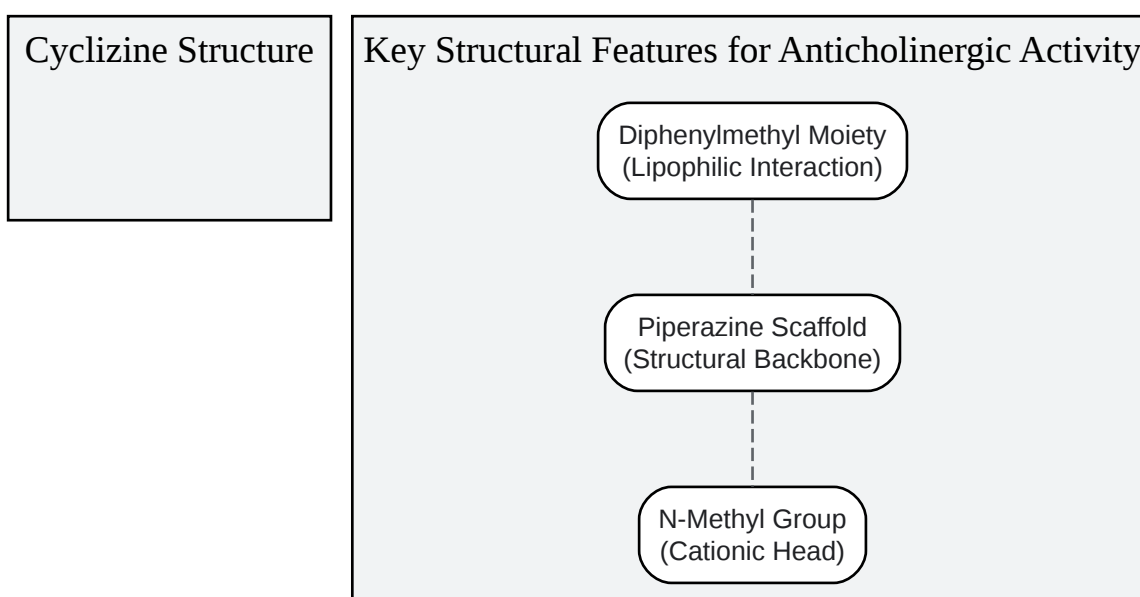 Cyclizine Structure
Key Structural Features for Anticholinergic Activity
Diphenylmethyl Moiety
(Lipophilic Interaction)
Piperazine Scaffold
(Structural Backbone)
N-Methyl Group
(Cationic Head)